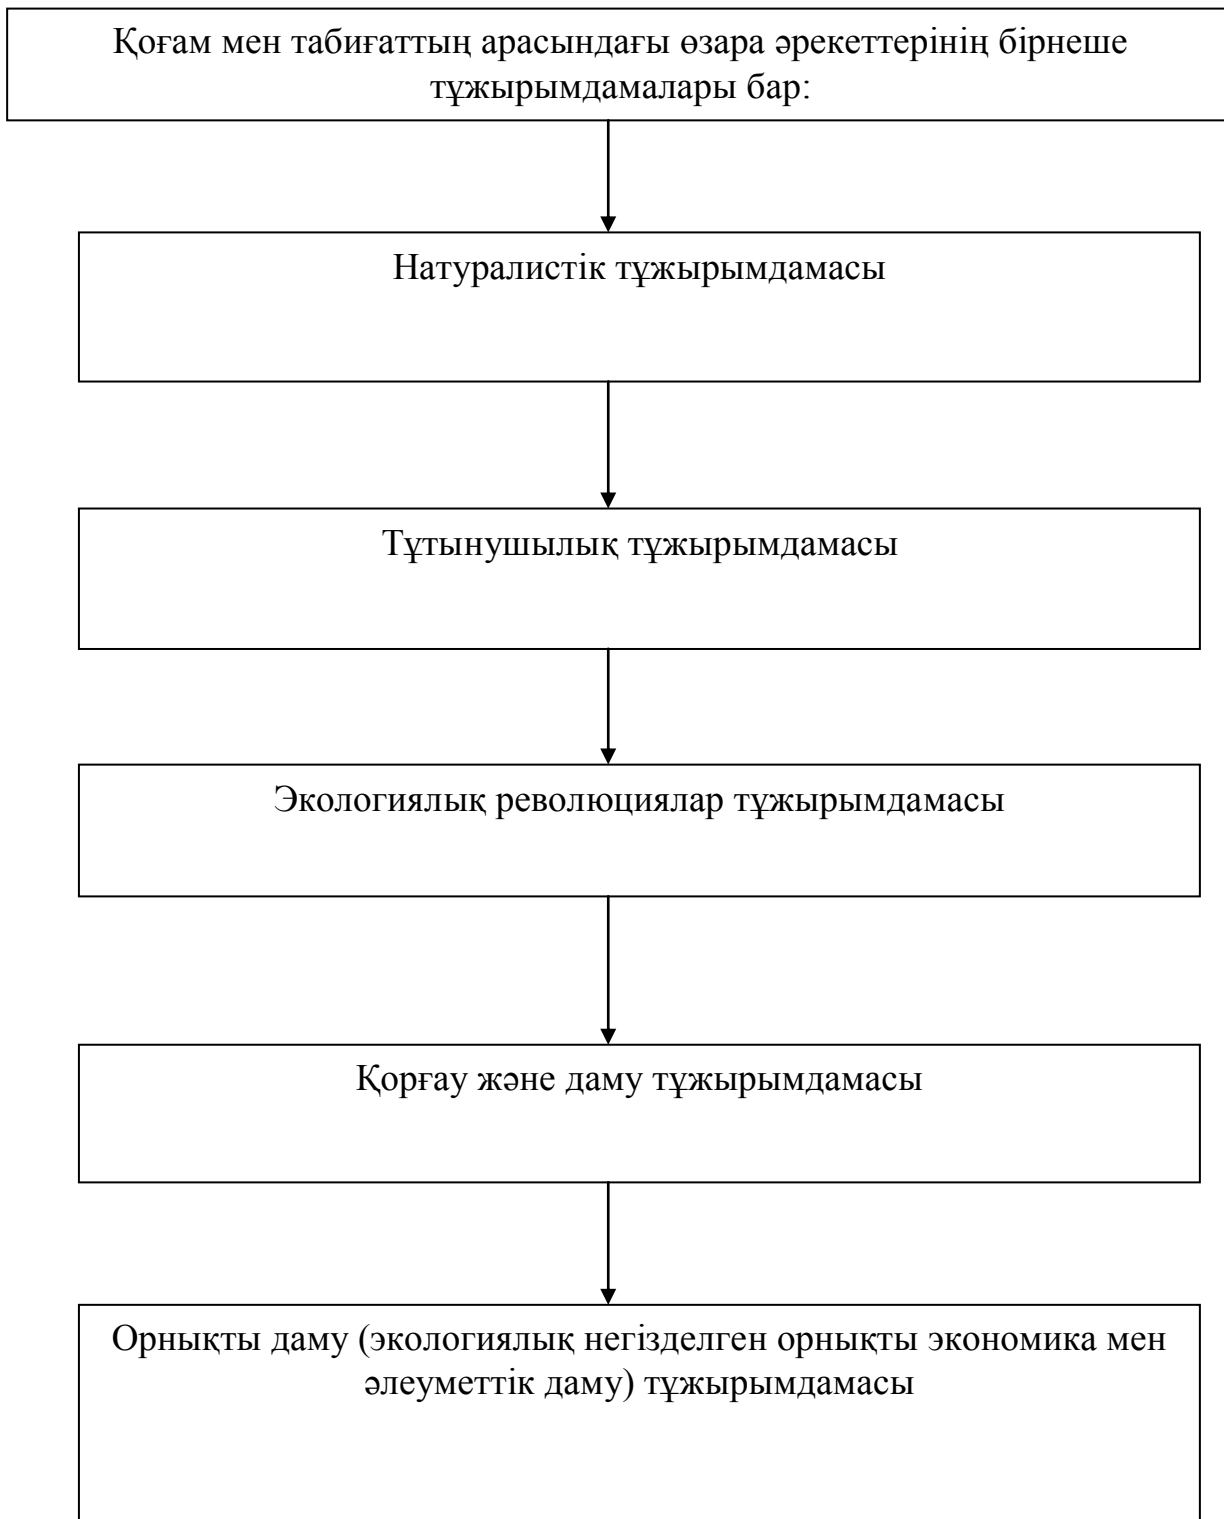 Қоғам мен табиғаттың арасындағы өзара әрекеттерінің бірнеше
тұжырымдамалары бар:
Натуралистік тұжырымдамасы
Тұтынушылық тұжырымдамасы
Экологиялық революциялар тұжырымдамасы
Қорғау және даму тұжырымдамасы
Орнықты даму (экологиялық негізделген орнықты экономика мен
әлеуметтік даму) тұжырымдамасы